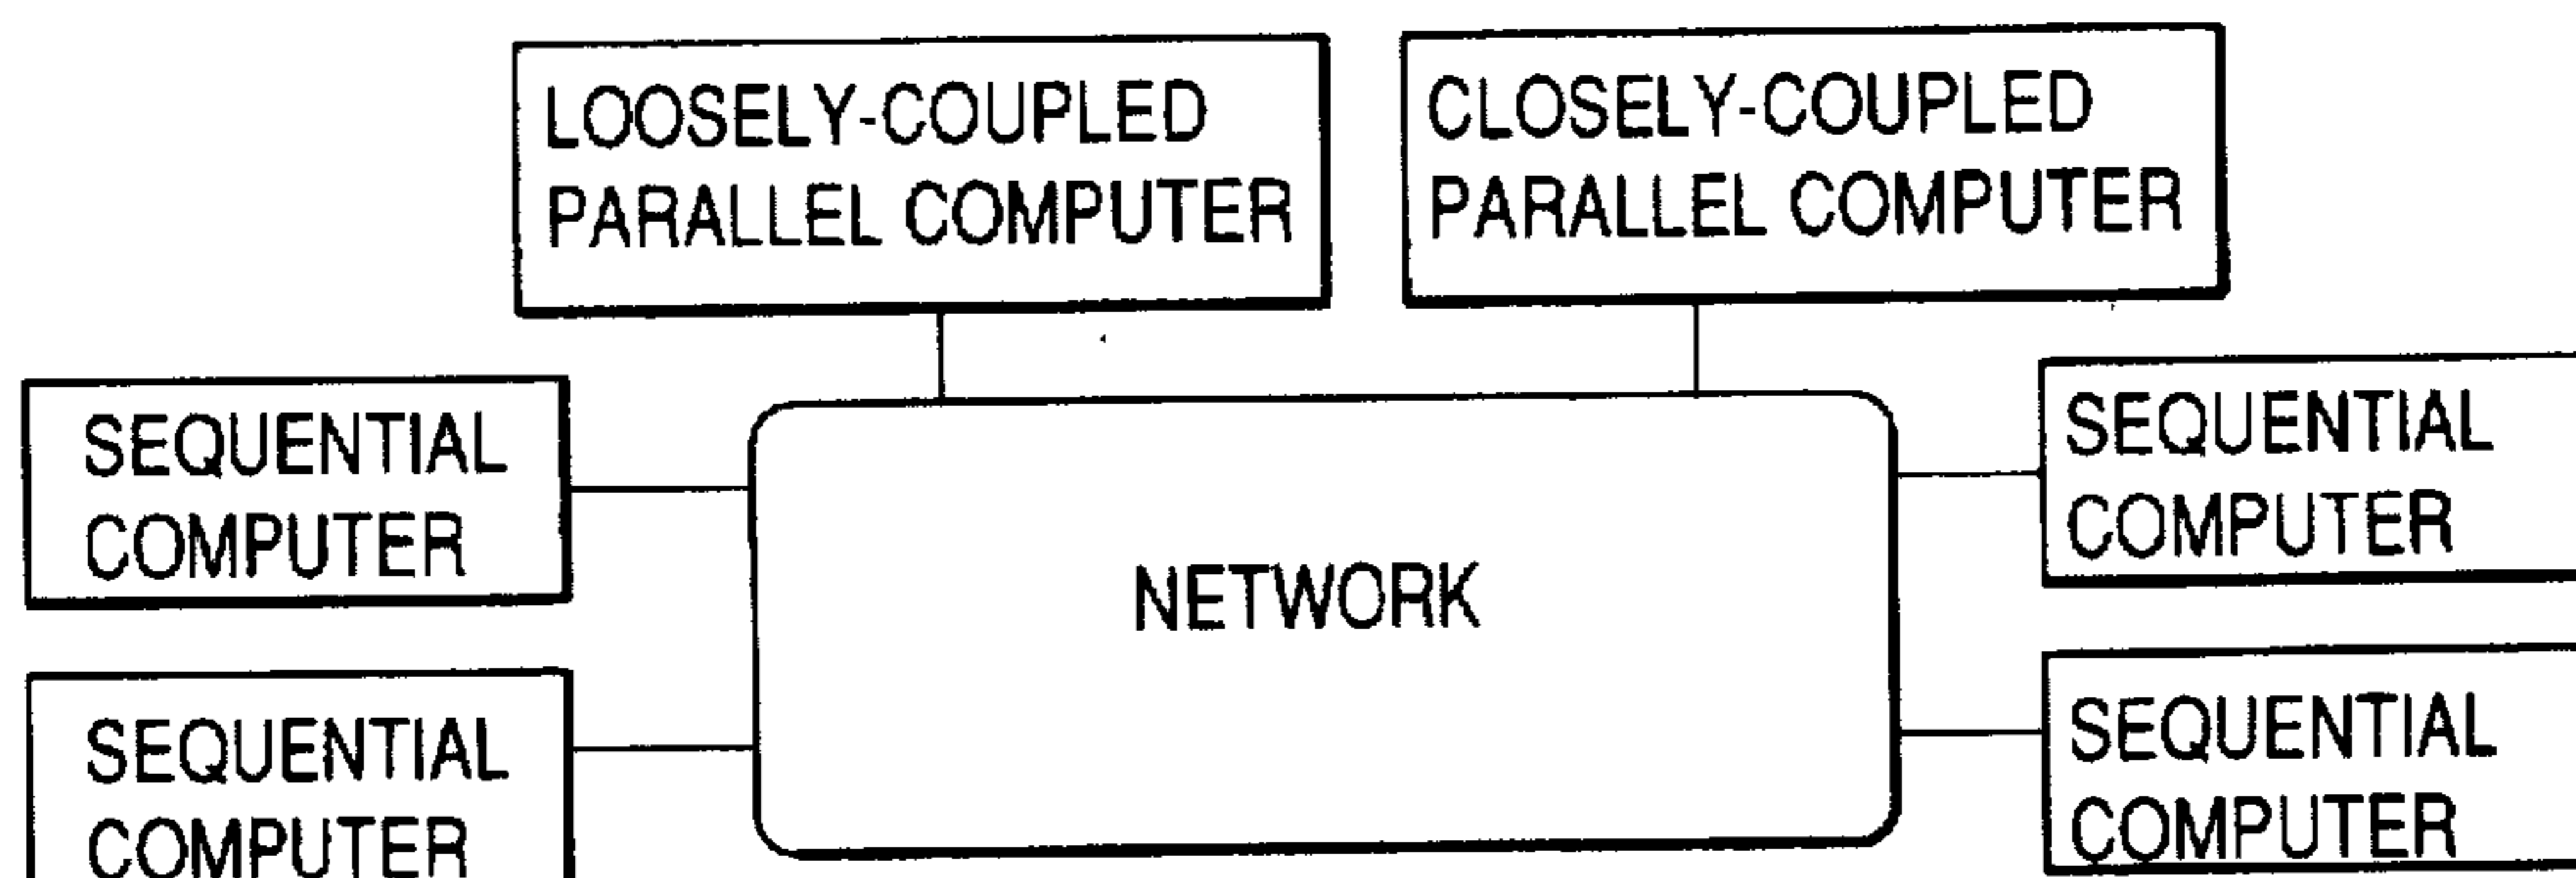 LOOSELY-COUPLED
PARALLEL COMPUTER
CLOSELY-COUPLED
PARALLEL COMPUTER
SEQUENTIAL
COMPUTER
NETWORK
SEQUENTIAL
COMPUTER
SEQUENTIAL
COMPUTER
SEQUENTIAL
COMPUTER